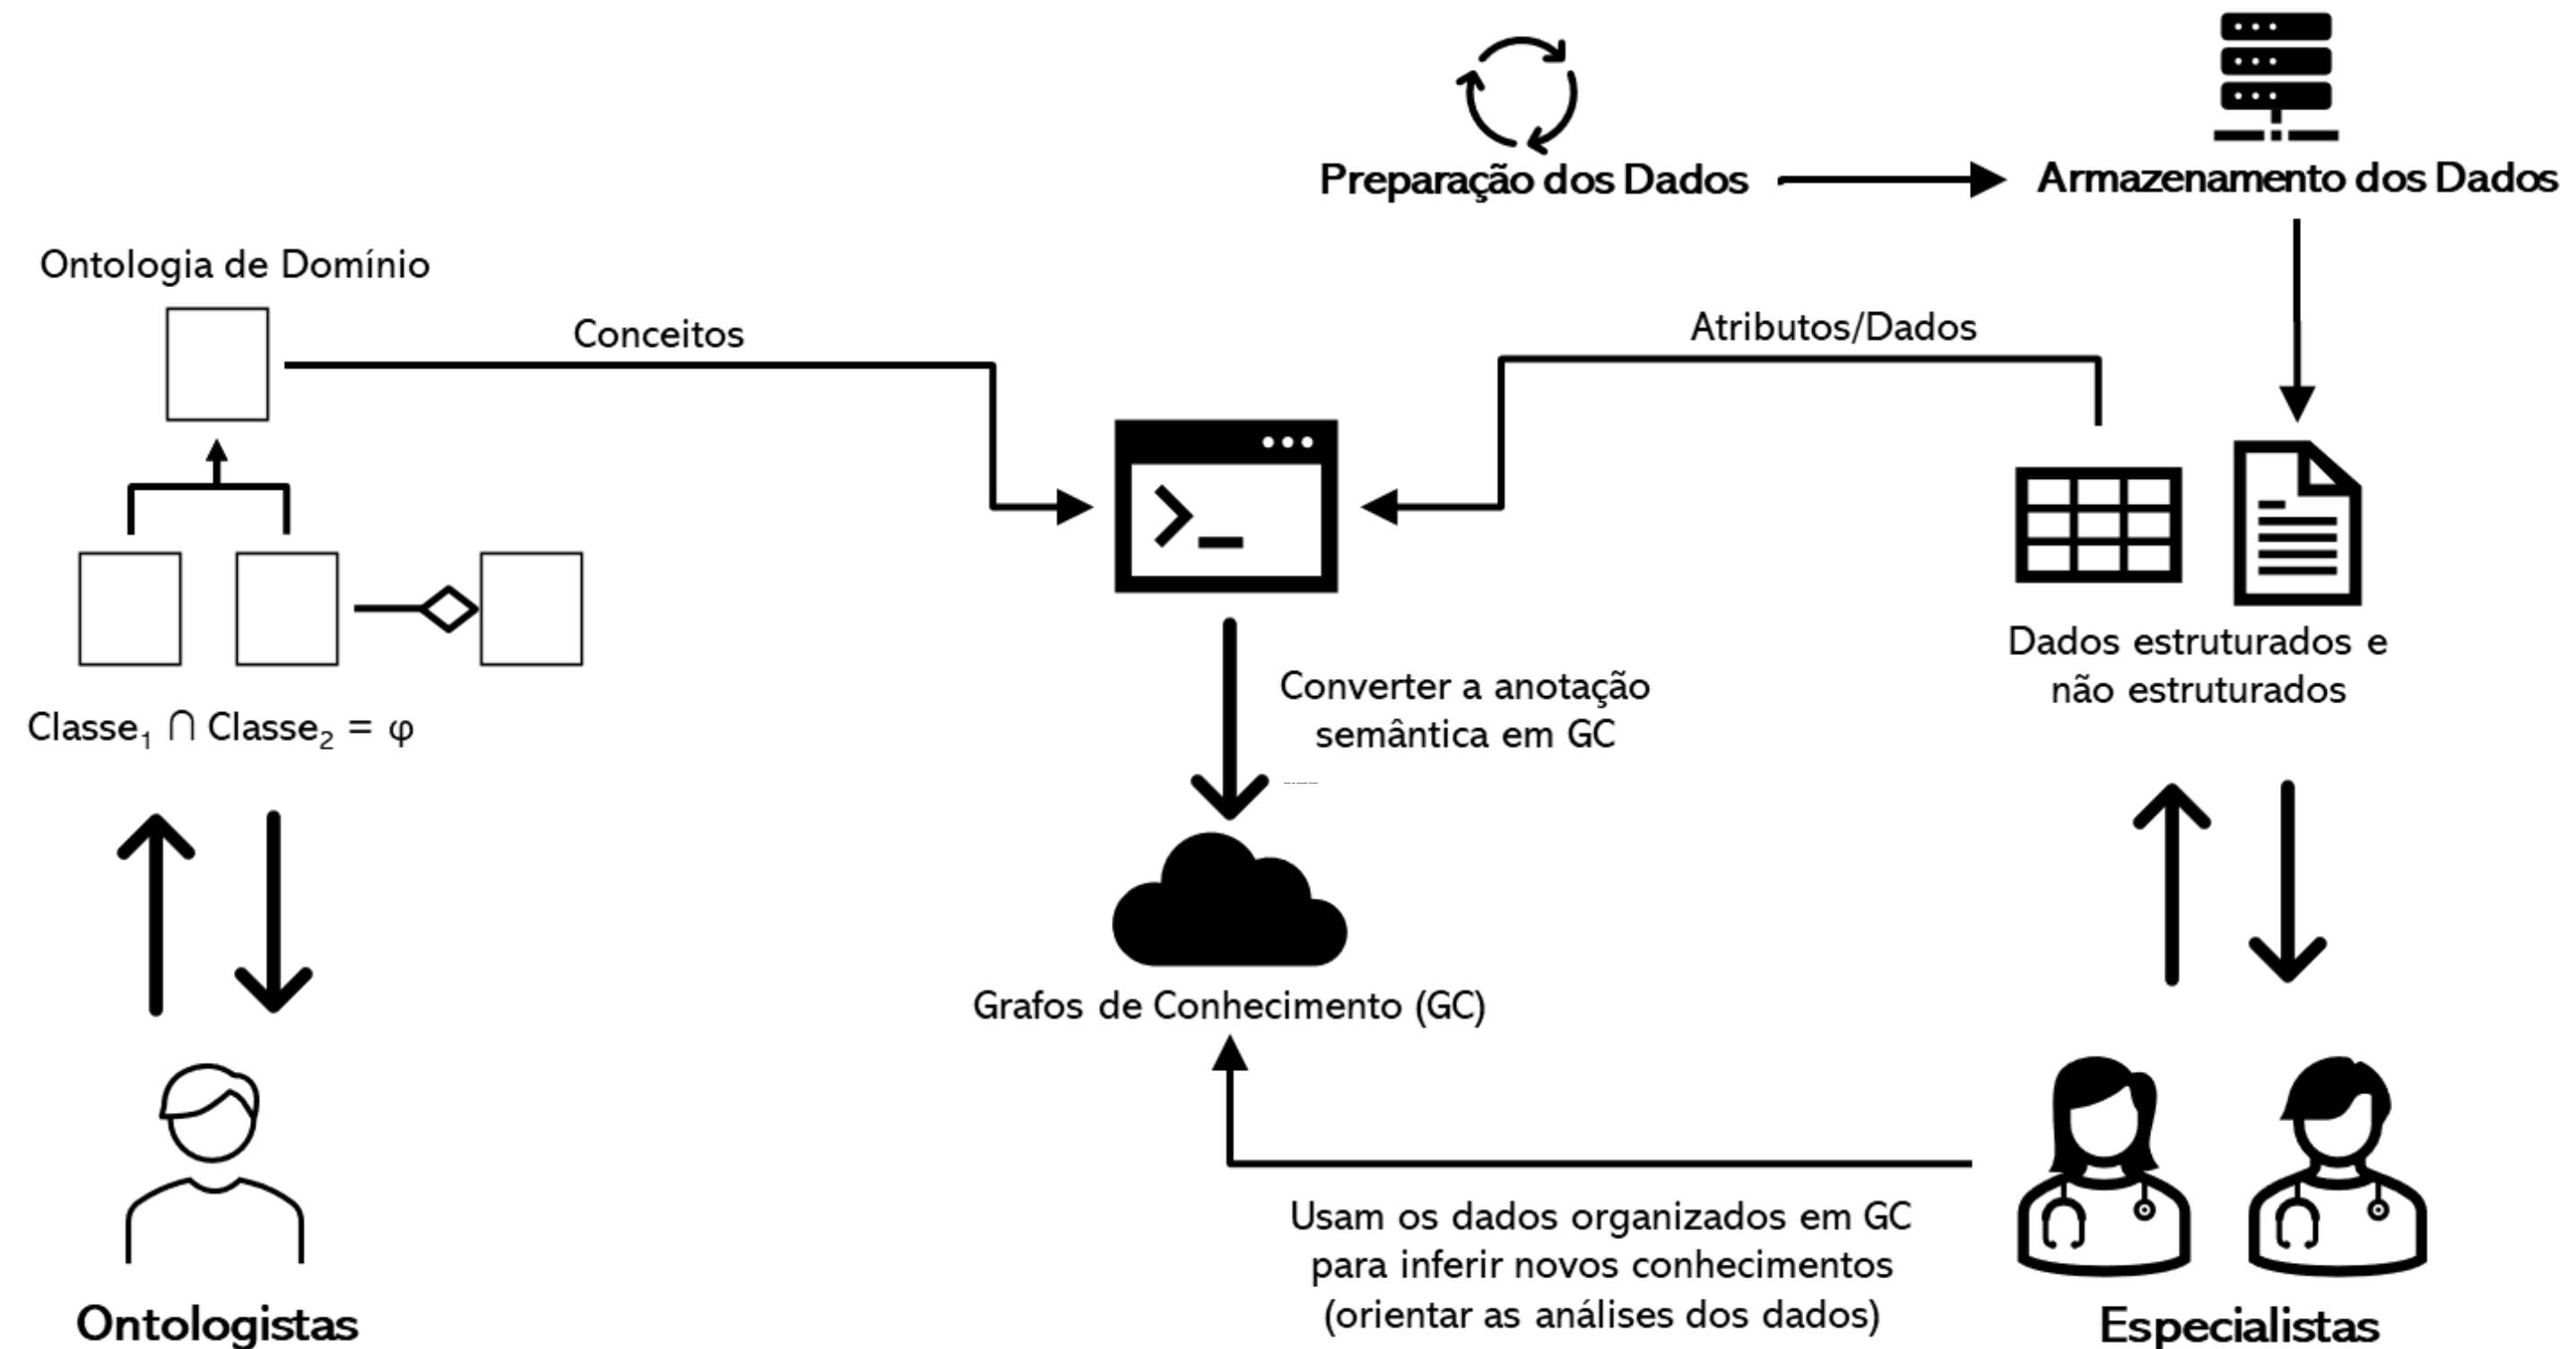 Preparação dos Dados
Armazenamento dos Dados
Ontologia de Domínio
Conceitos
Atributos/Dados
>_
Dados estruturados e
não estruturados
Converter a anotação
semântica em GC
Classe₁ ⋂ Classe₂ = φ
Grafos de Conhecimento (GC)
Usam os dados organizados em GC
para inferir novos conhecimentos
(orientar as análises dos dados)
Ontologistas
Especialistas